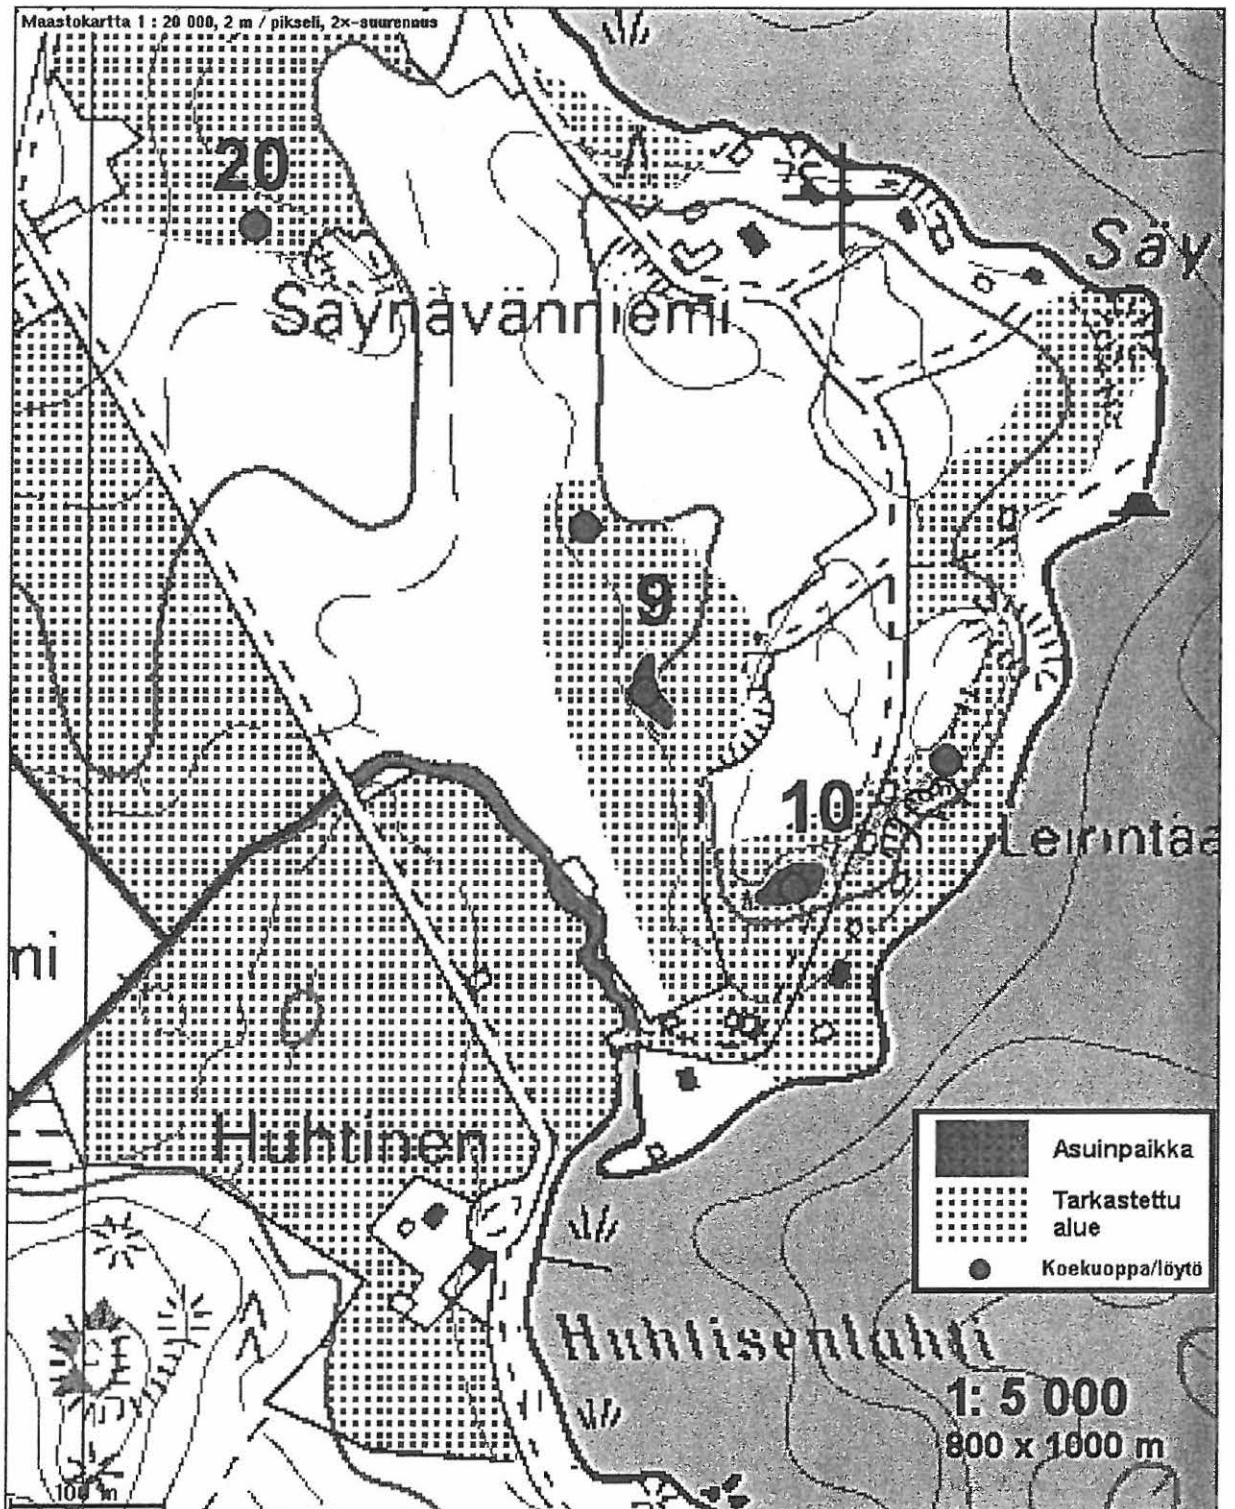 Maastokartta 1 : 20 000, 2 m / pikseli, 2×-suurennus
20
Säy
Säynävänniemi
9
10
Leirintaa
mi
Huhtinen
Asuinpaikka
Tarkastettu
alue
Koekuoppa/löytö
Huhtisenlahti
1: 5 000
800 x 1000 m
100 m